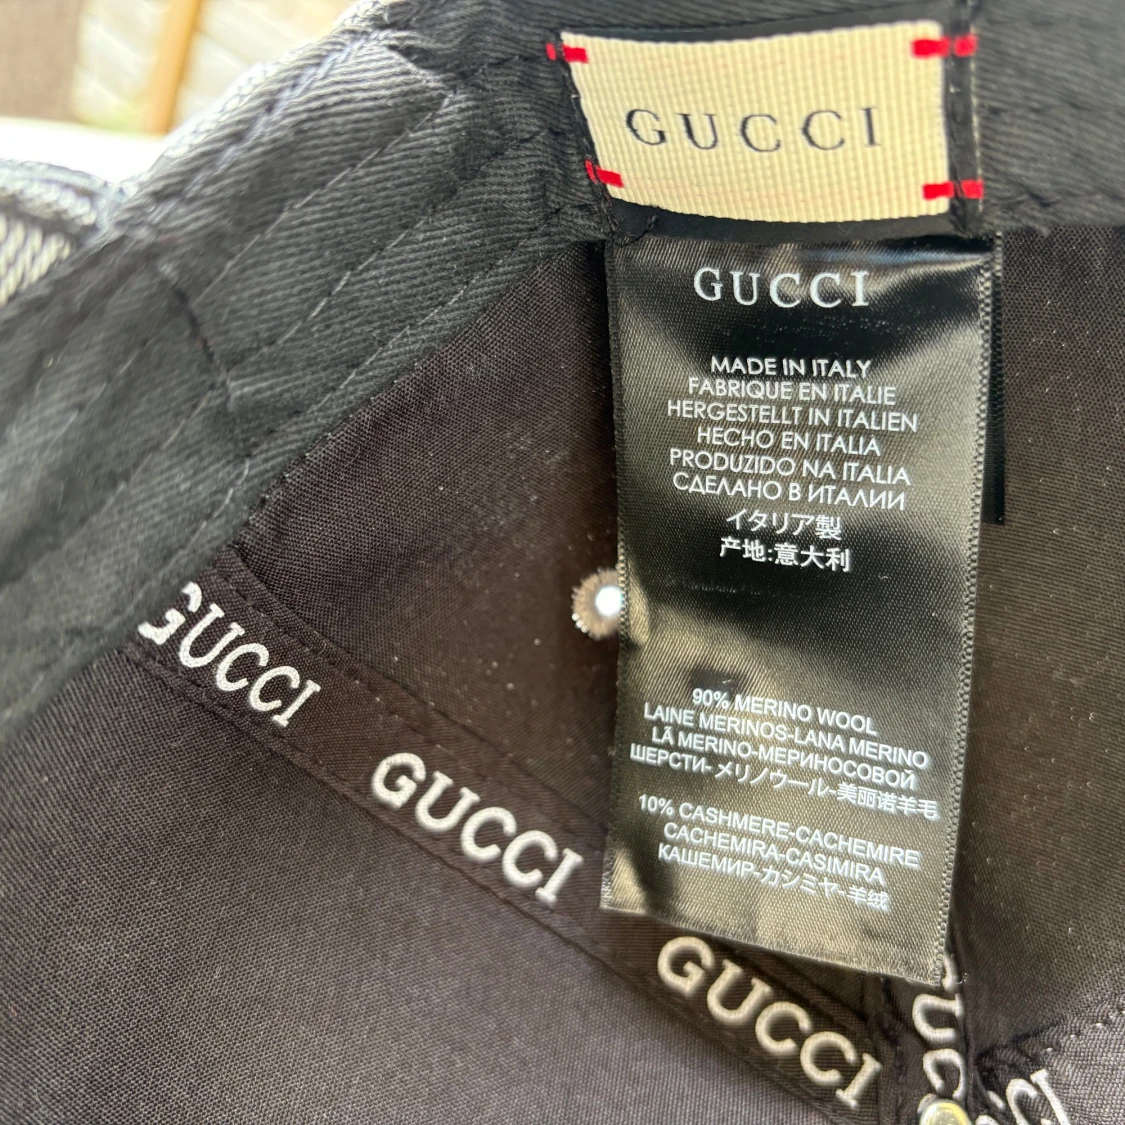 GUCCI
GUCCI
MADE IN ITALY
FABRIQUE EN ITALIE
HERGESTELLT IN ITALIEN
HECHO EN ITALIA
PRODUZIDO NA ITALIA
СДЕЛАНО В ИТАЛИИ
イタリア製
产地:意大利
90% MERINO WOOL
LAINE MERINOS-LANA MERINO
LÃ MERINO-МЕРИНОСОВОЙ
ШЕРСТИ-メリノウール-美丽诺羊毛
10% CASHMERE-CACHEMIRE
CACHEMIRA-CASIMIRA
КАШЕМИР-カシミヤ-羊绒
GUCCI
GUCCI
GUCCI
GUCC